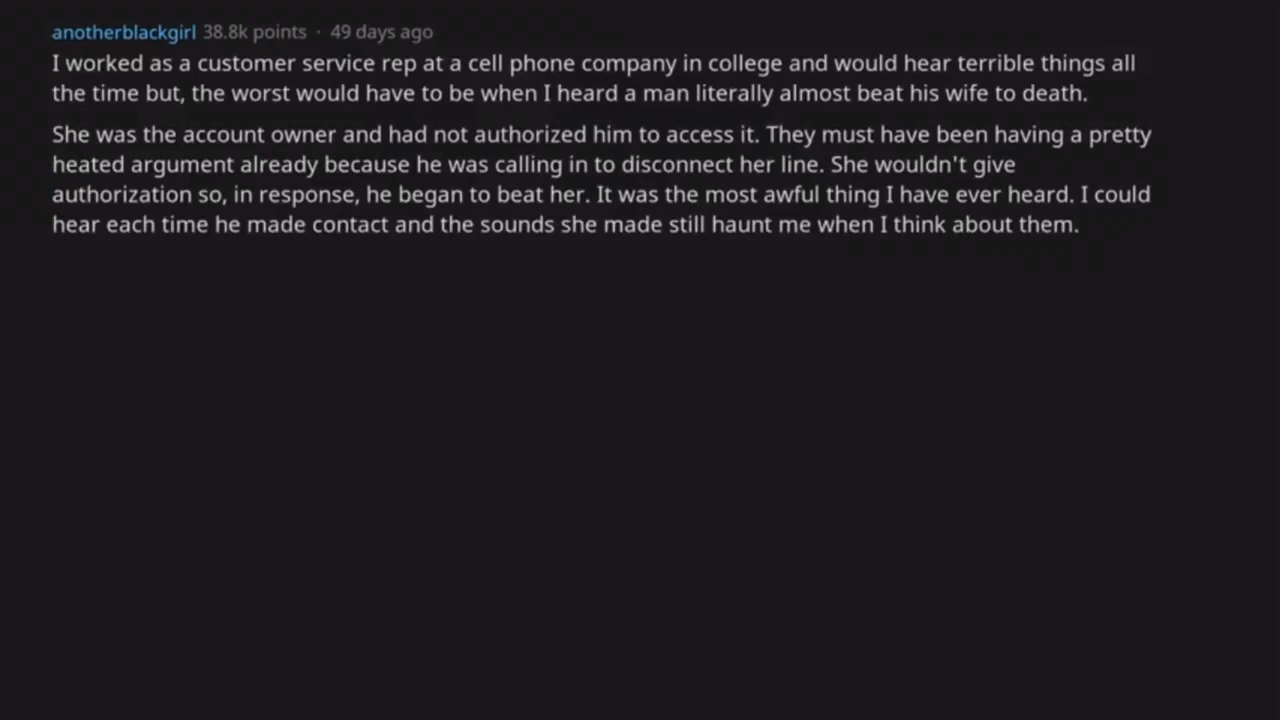 anotherblackgirl 38.8k points · 49 days ago
I worked as a customer service rep at a cell phone company in college and would hear terrible things all
the time but, the worst would have to be when I heard a man literally almost beat his wife to death.
She was the account owner and had not authorized him to access it. They must have been having a pretty
heated argument already because he was calling in to disconnect her line. She wouldn't give
authorization so, in response, he began to beat her. It was the most awful thing I have ever heard. I could
hear each time he made contact and the sounds she made still haunt me when I think about them.